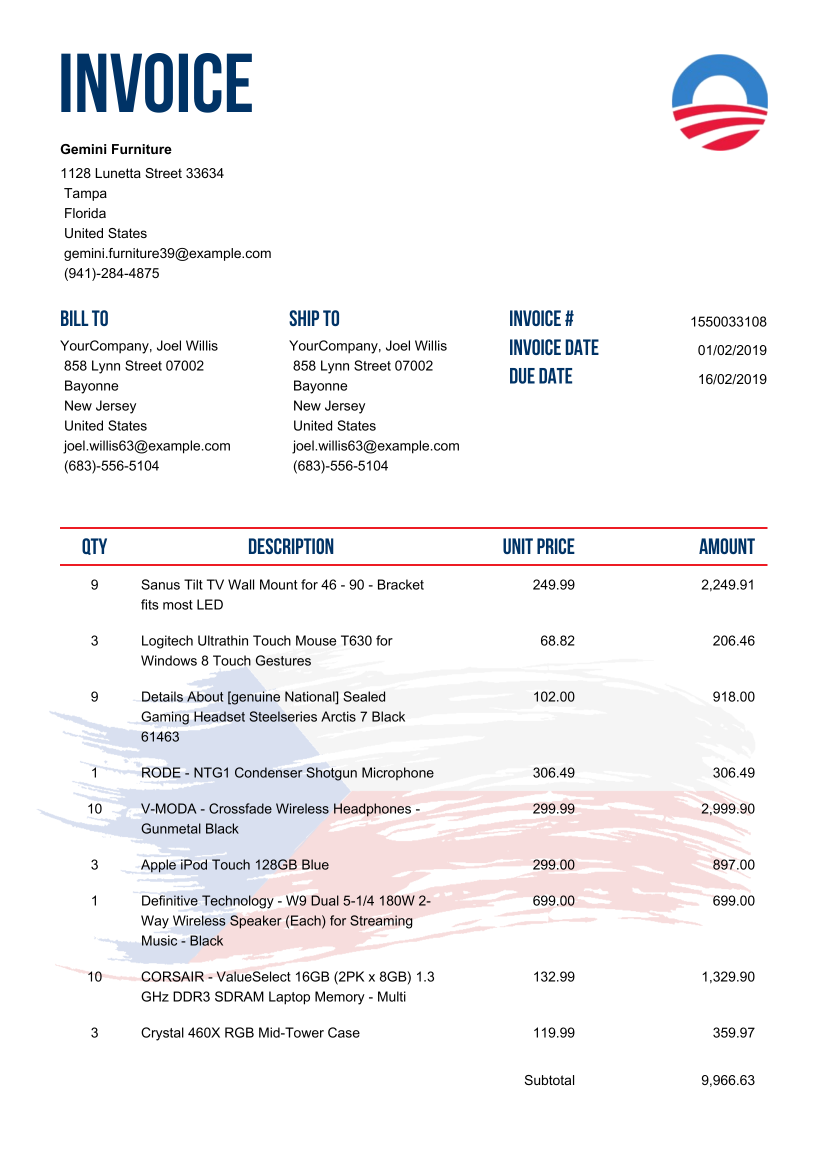 INVOICE
Gemini Furniture
1128 Lunetta Street 33634
Tampa
Florida
United States
gemini.furniture39@example.com
(941)-284-4875
BILL TO
YourCompany, Joel Willis
858 Lynn Street 07002
Bayonne
New Jersey
United States
joel.willis63@example.com
(683)-556-5104
SHIP TO
YourCompany, Joel Willis
858 Lynn Street 07002
Bayonne
New Jersey
United States
joel.willis63@example.com
(683)-556-5104
INVOICE # 1550033108
INVOICE DATE 01/02/2019
DUE DATE 16/02/2019
QTY DESCRIPTION UNIT PRICE AMOUNT
9 Sanus Tilt TV Wall Mount for 46 - 90 - Bracket 249.99 2,249.91
fits most LED
3 Logitech Ultrathin Touch Mouse T630 for 68.82 206.46
Windows 8 Touch Gestures
9 Details About [genuine National] Sealed 102.00 918.00
Gaming Headset Steelseries Arctis 7 Black
61463
1 RODE - NTG1 Condenser Shotgun Microphone 306.49 306.49
10 V-MODA - Crossfade Wireless Headphones - 299.99 2,999.90
Gunmetal Black
3 Apple iPod Touch 128GB Blue 299.00 897.00
1 Definitive Technology - W9 Dual 5-1/4 180W 2- 699.00 699.00
Way Wireless Speaker (Each) for Streaming
Music - Black
10 CORSAIR - ValueSelect 16GB (2PK x 8GB) 1.3 132.99 1,329.90
GHz DDR3 SDRAM Laptop Memory - Multi
3 Crystal 460X RGB Mid-Tower Case 119.99 359.97
Subtotal 9,966.63